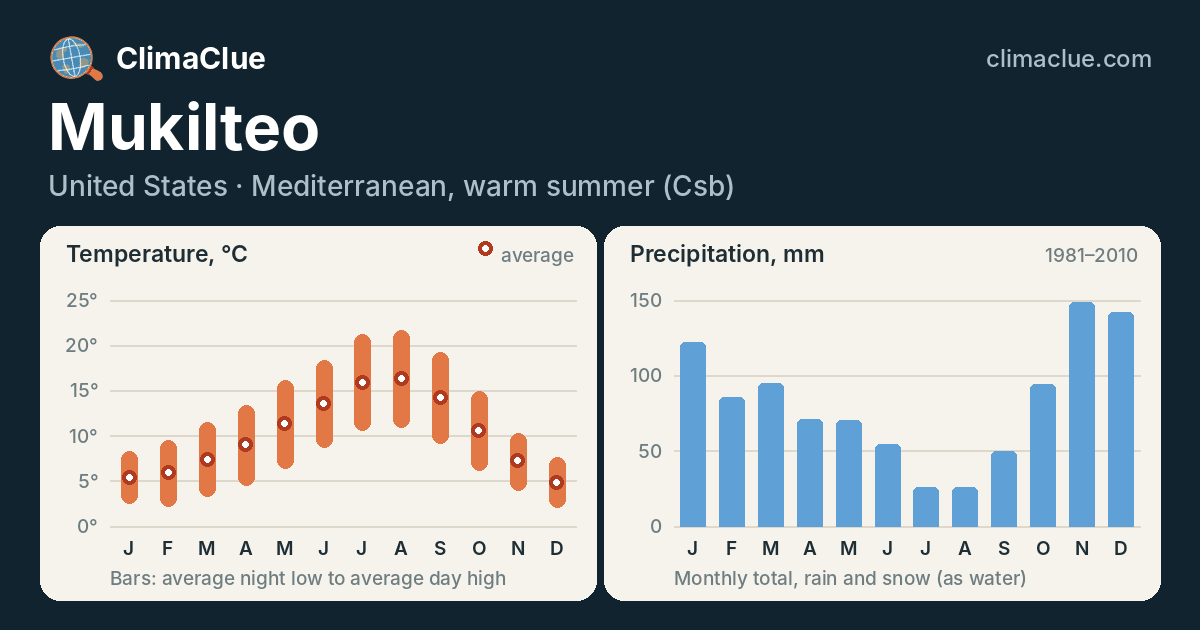 ClimaClue
climaclue.com
Mukilteo
United States · Mediterranean, warm summer (Csb)
Temperature, °C
average
25°
20°
15°
10°
5°
0°
J F M A M J J A S O N D
Bars: average night low to average day high
Precipitation, mm
1981–2010
150
100
50
0
J F M A M J J A S O N D
Monthly total, rain and snow (as water)